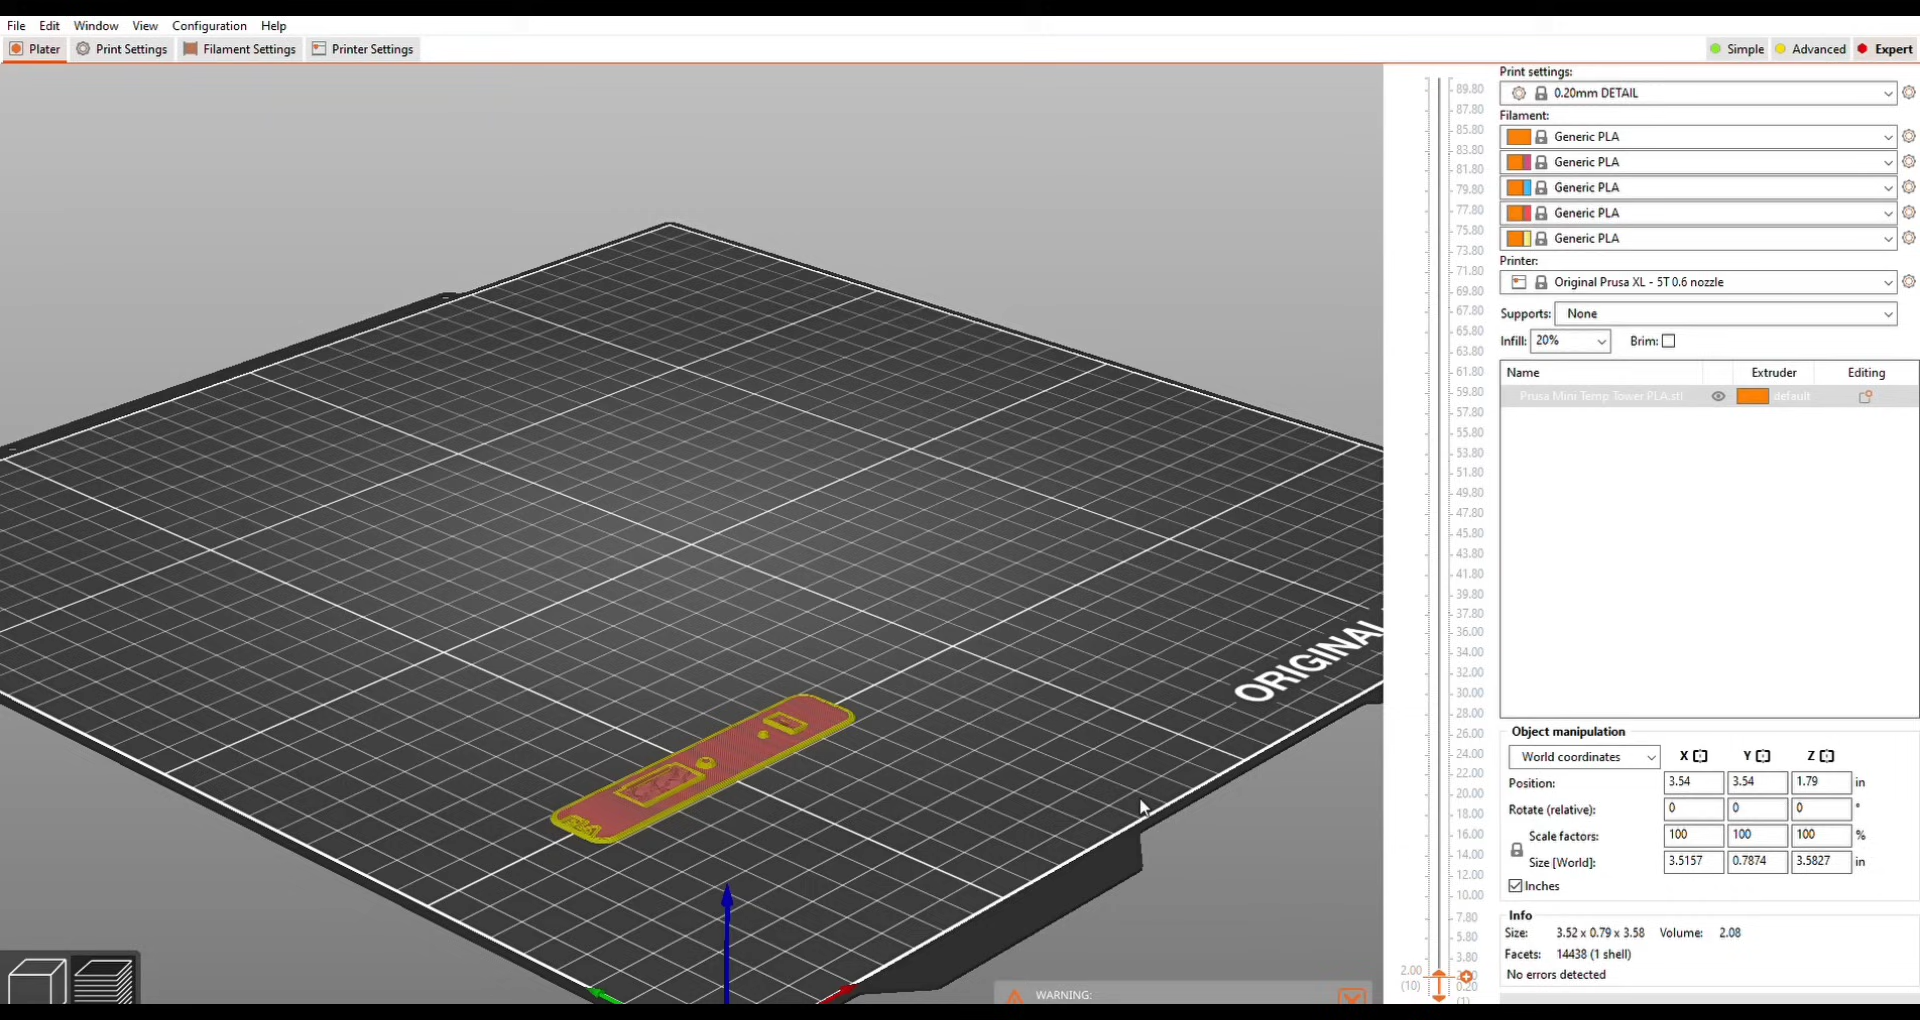 File Edit Window View Configuration Help
Plater Print Settings Filament Settings Printer Settings Simple Advanced Expert
Print settings:
0.20mm DETAIL
Filament:
Generic PLA
Generic PLA
Generic PLA
Generic PLA
Generic PLA
Printer:
Original Prusa XL - 5T 0.6 nozzle
Supports: None
Infill: 20% Brim:
Name Extruder Editing
Prusa Mini Temp Tower PLA.stl default
89.80
87.80
85.80
83.80
81.80
79.80
77.80
75.80
73.80
71.80
69.80
67.80
65.80
63.80
61.80
59.80
57.80
55.80
53.80
51.80
49.80
47.80
45.80
43.80
41.80
39.80
37.80
36.00
34.00
32.00
30.00
28.00
26.00
24.00
22.00
20.00
18.00
16.00
14.00
12.00
10.00
7.80
5.80
3.80
2.00
(10)
0.20
(1)
ORIGINAL
PLA
Object manipulation
World coordinates X Y Z
Position: 3.54 3.54 1.79 in
Rotate (relative): 0 0 0 °
Scale factors: 100 100 100 %
Size [World]: 3.5157 0.7874 3.5827 in
Inches
Info
Size: 3.52 x 0.79 x 3.58 Volume: 2.08
Facets: 14438 (1 shell)
No errors detected
WARNING: